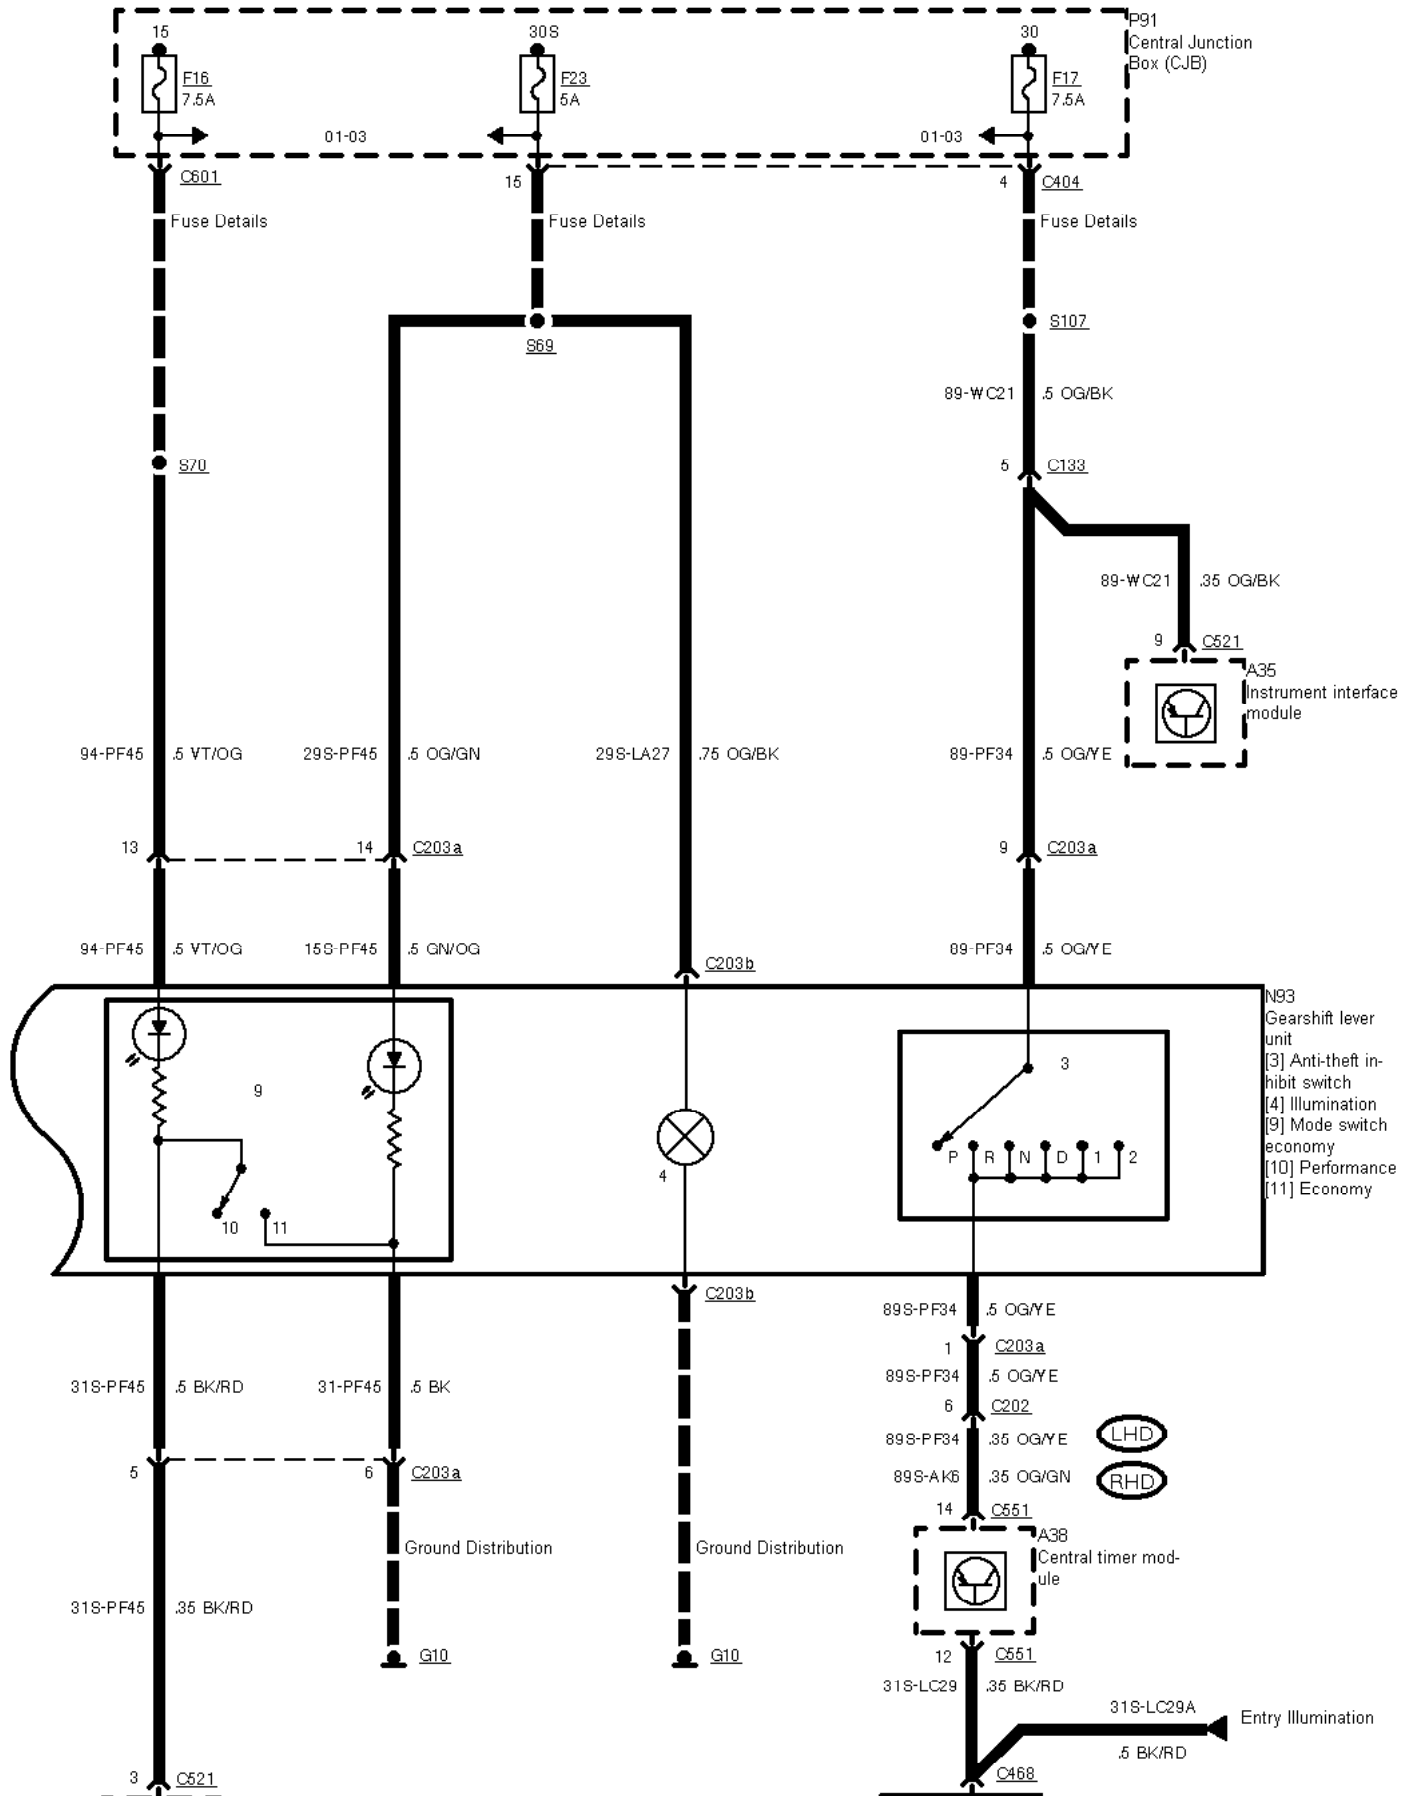 P91
15
30S
30
Central Junction
Box (CJB)
F16
7.5A
F23
5A
F17
7.5A
01-03
01-03
C601
15
4
C404
Fuse Details
Fuse Details
Fuse Details
S107
S69
89-WC21
.5 OG/BK
S70
5
C133
89-WC21
.35 OG/BK
9
C521
A35
Instrument interface
module
94-PF45
.5 VT/OG
29S-PF45
.5 OG/GN
29S-LA27
.75 OG/BK
89-PF34
.5 OG/YE
13
14
C203a
9
C203a
94-PF45
.5 VT/OG
15S-PF45
.5 GN/OG
89-PF34
.5 OG/YE
C203b
N93
Gearshift lever
unit
[3] Anti-theft in-
hibit switch
[4] Illumination
[9] Mode switch
economy
[10] Performance
[11] Economy
3
9
P
R
N
D
1
2
4
10
11
C203b
89S-PF34
.5 OG/YE
1
C203a
31S-PF45
.5 BK/RD
31-PF45
.5 BK
89S-PF34
.5 OG/YE
6
C202
89S-PF34
.35 OG/YE
LHD
5
6
C203a
89S-AK6
.35 OG/GN
RHD
14
C551
A38
Central timer mod-
ule
Ground Distribution
Ground Distribution
31S-PF45
.35 BK/RD
G10
G10
12
C551
31S-LC29
.35 BK/RD
31S-LC29A
Entry Illumination
.5 BK/RD
3
C521
C468